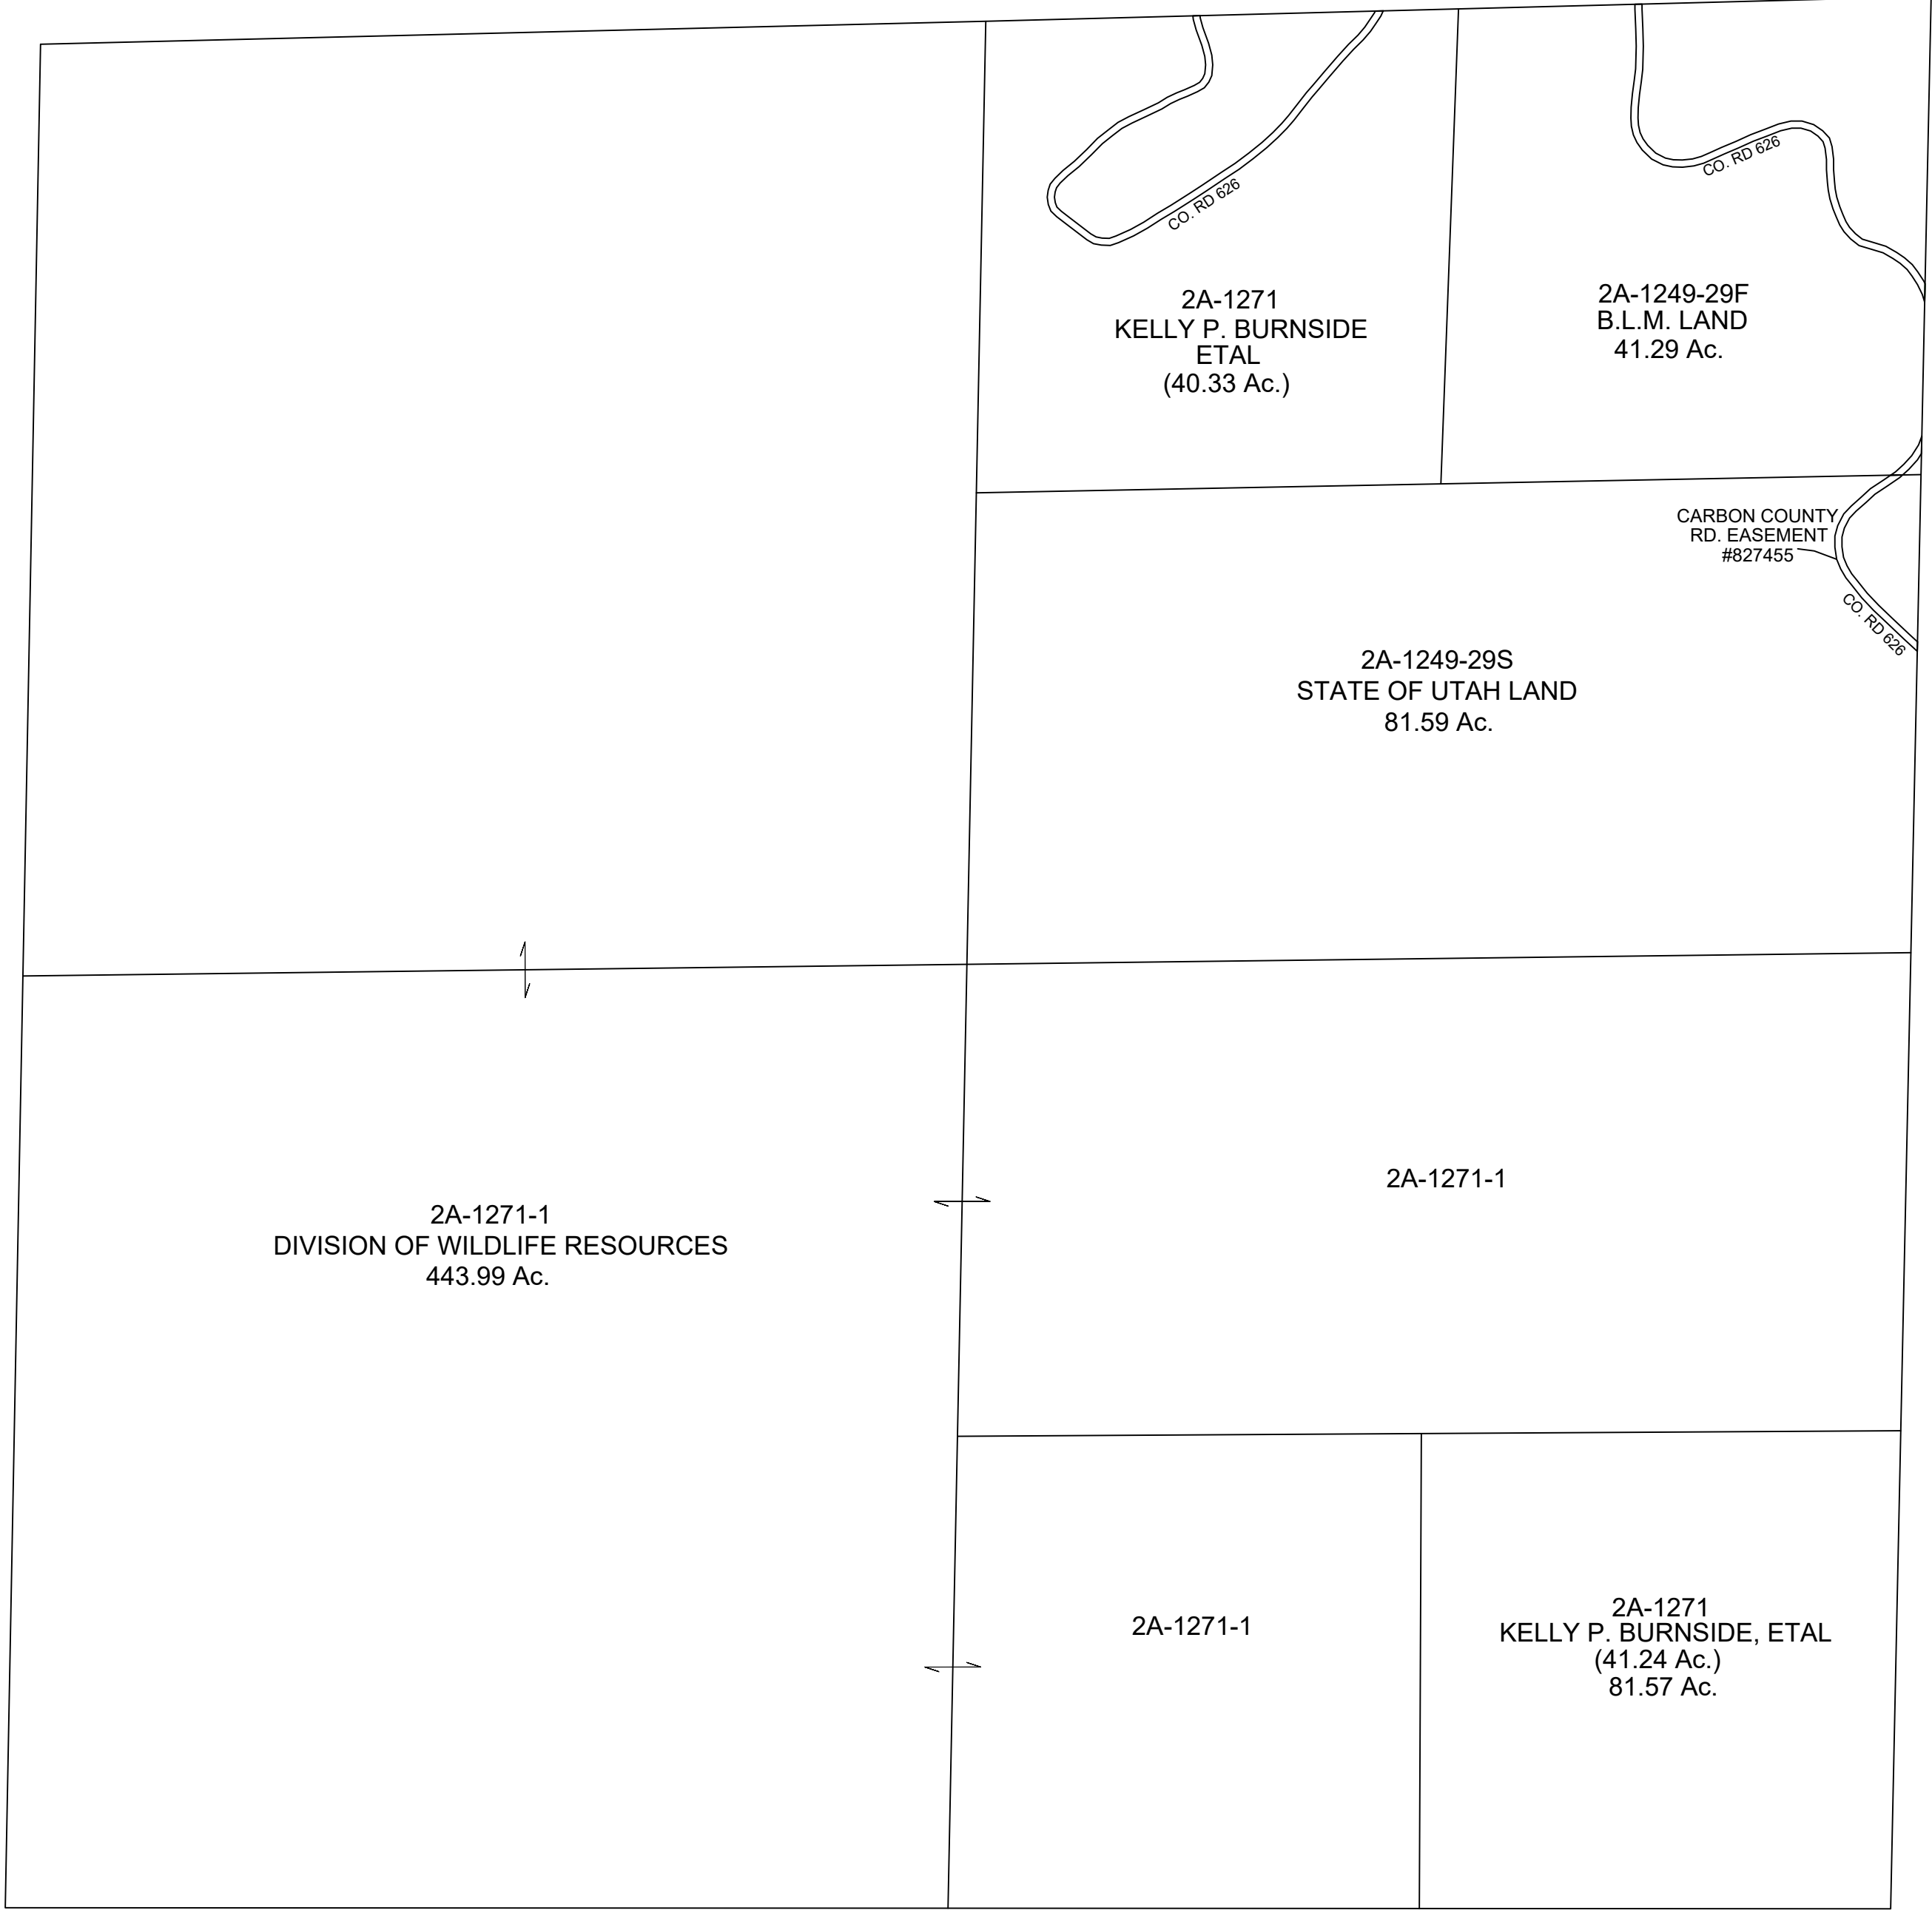 CO. RD 626
CO. RD 626
2A-1271
KELLY P. BURNSIDE
ETAL
(40.33 Ac.)
2A-1249-29F
B.L.M. LAND
41.29 Ac.
CARBON COUNTY
RD. EASEMENT
#827455
CO. RD 626
2A-1249-29S
STATE OF UTAH LAND
81.59 Ac.
2A-1271-1
DIVISION OF WILDLIFE RESOURCES
443.99 Ac.
2A-1271-1
2A-1271-1
2A-1271
KELLY P. BURNSIDE, ETAL
(41.24 Ac.)
81.57 Ac.